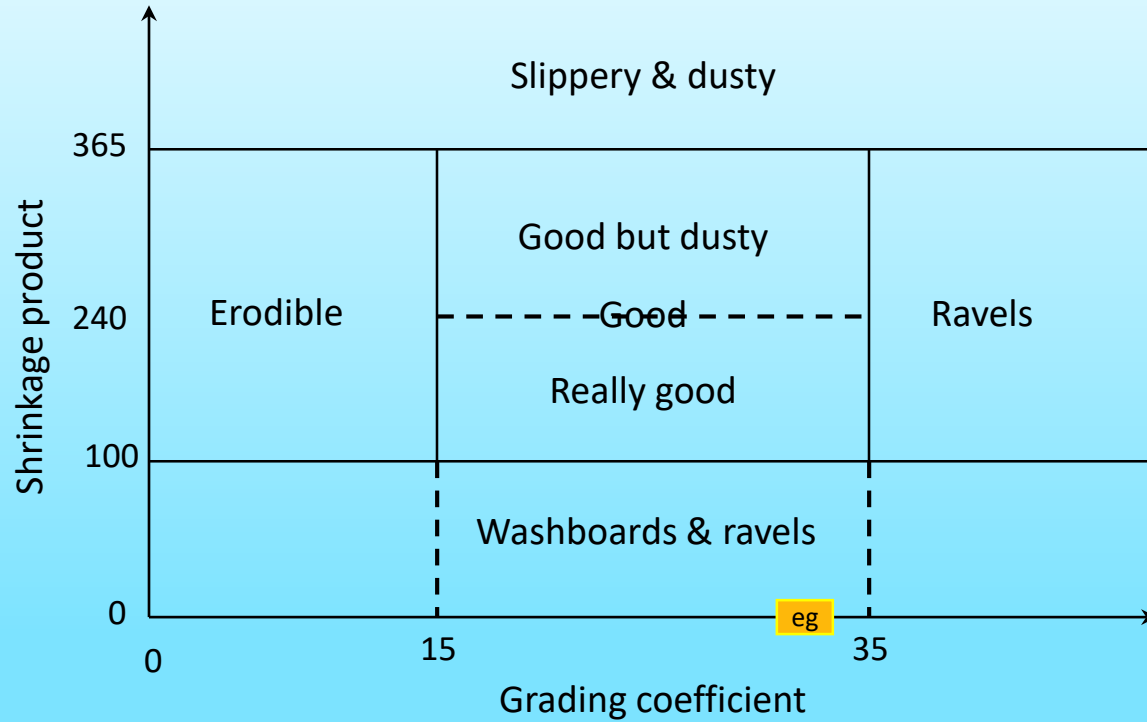 Slippery & dusty
365
Good but dusty
Shrinkage product
240
Erodible
Good
Ravels
Really good
100
Washboards & ravels
0
eg
0
15
35
Grading coefficient